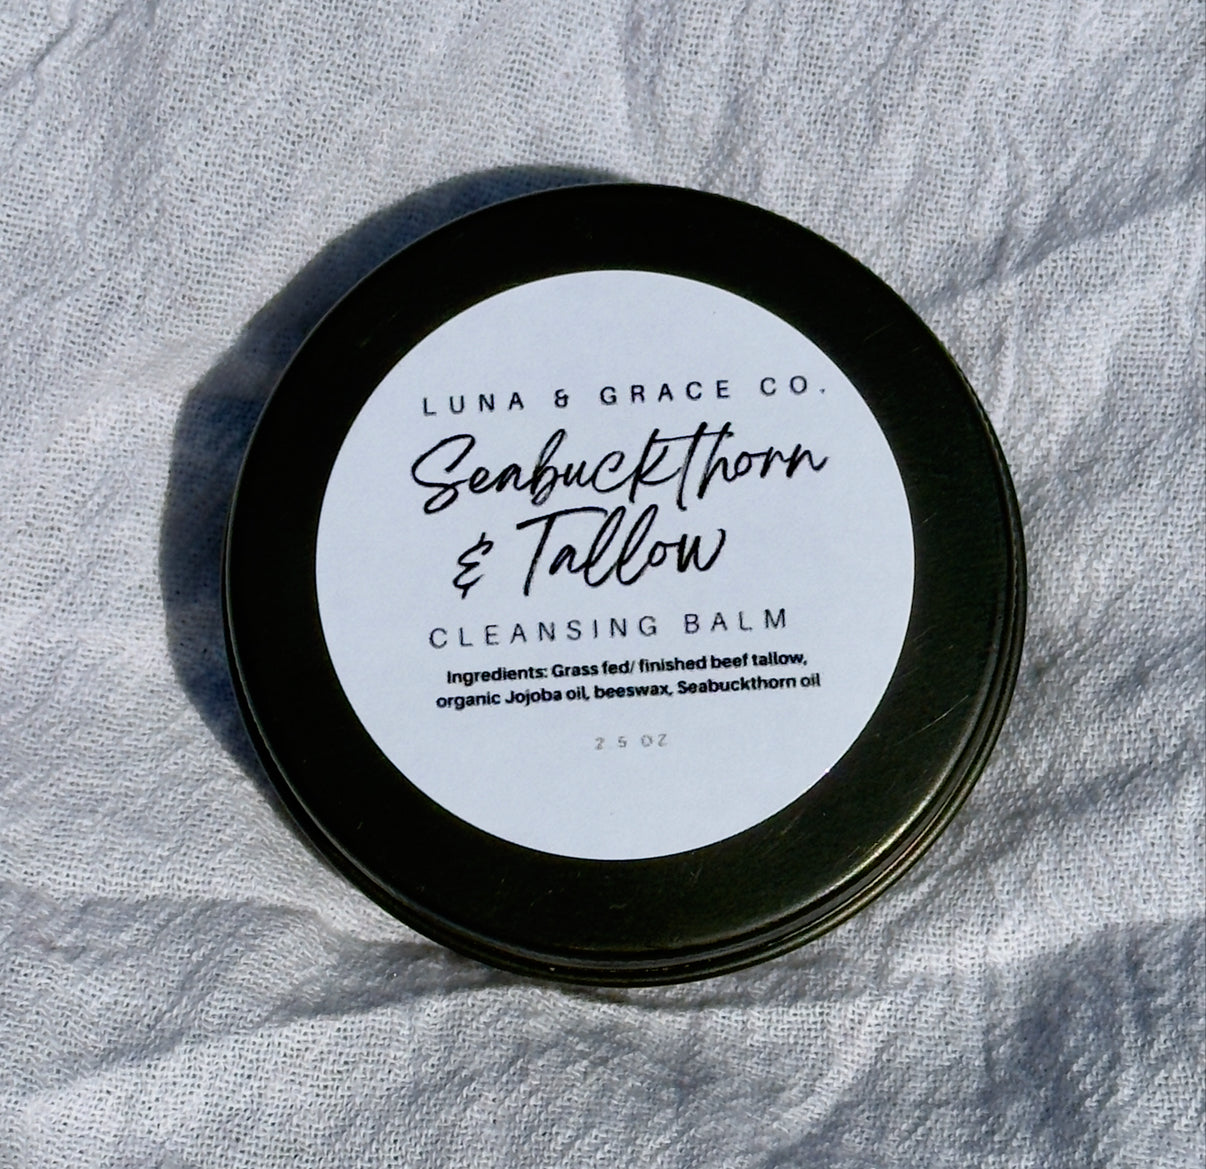 LUNA & GRACE CO.
Seabuckthorn
& Tallow
CLEANSING BALM
Ingredients: Grass fed/ finished beef tallow,
organic Jojoba oil, beeswax, Seabuckthorn oil
2 5 OZ